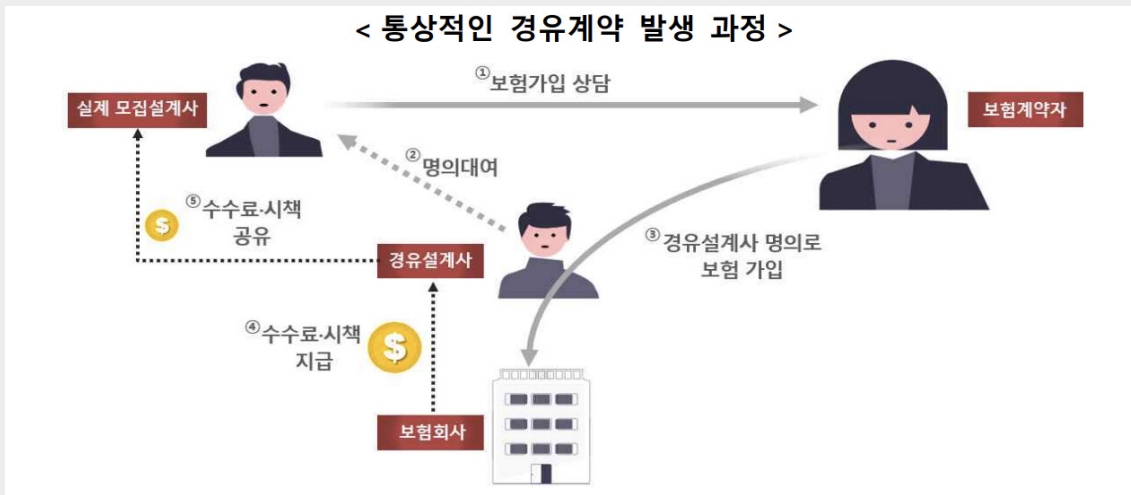 < 통상적인 경유계약 발생 과정 >
①보험가입 상담
실제 모집설계사
보험계약자
②명의대여
⑤수수료·시책
공유
$
③경유설계사 명의로
보험 가입
경유설계사
④수수료·시책
지급
$
보험회사